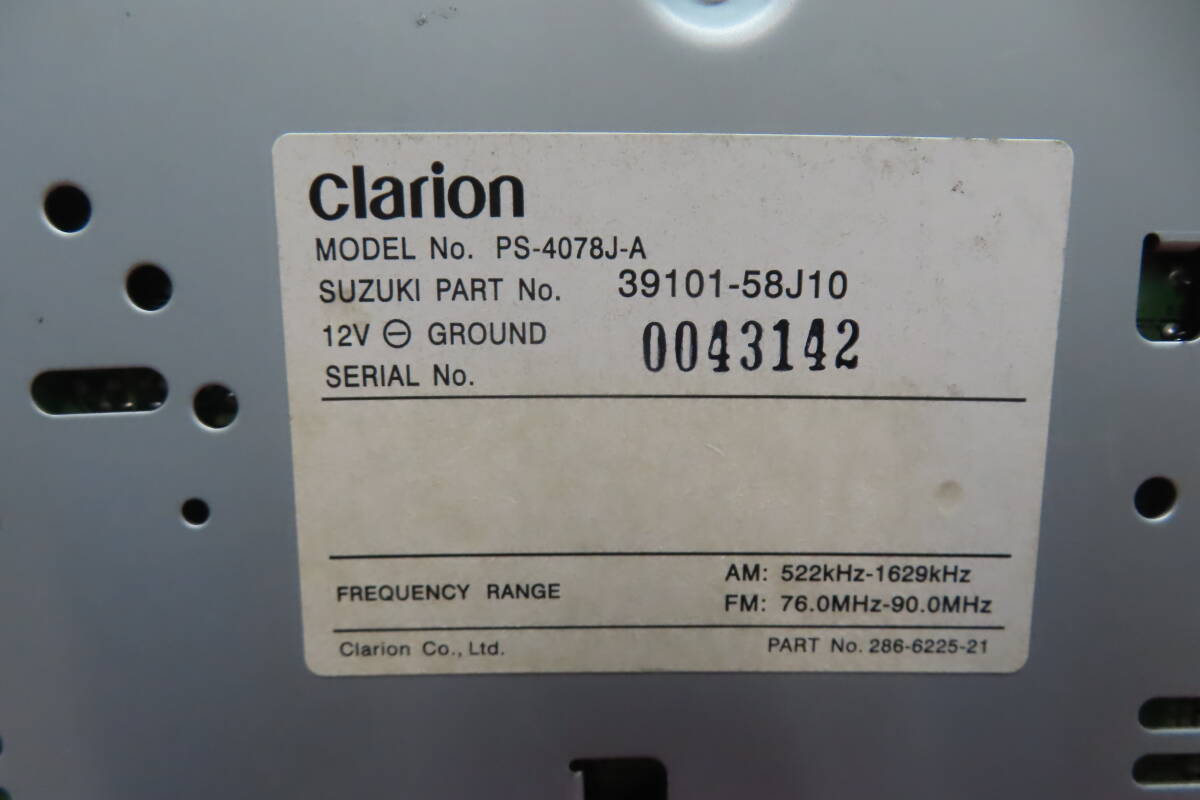 Clarion
MODEL No. PS-4078J-A
SUZUKI PART No. 39101-58J10
12V ⊖ GROUND
SERIAL No. 0043142
FREQUENCY RANGE
AM: 522kHz-1629kHz
FM: 76.0MHz-90.0MHz
Clarion Co., Ltd. PART No. 286-6225-21